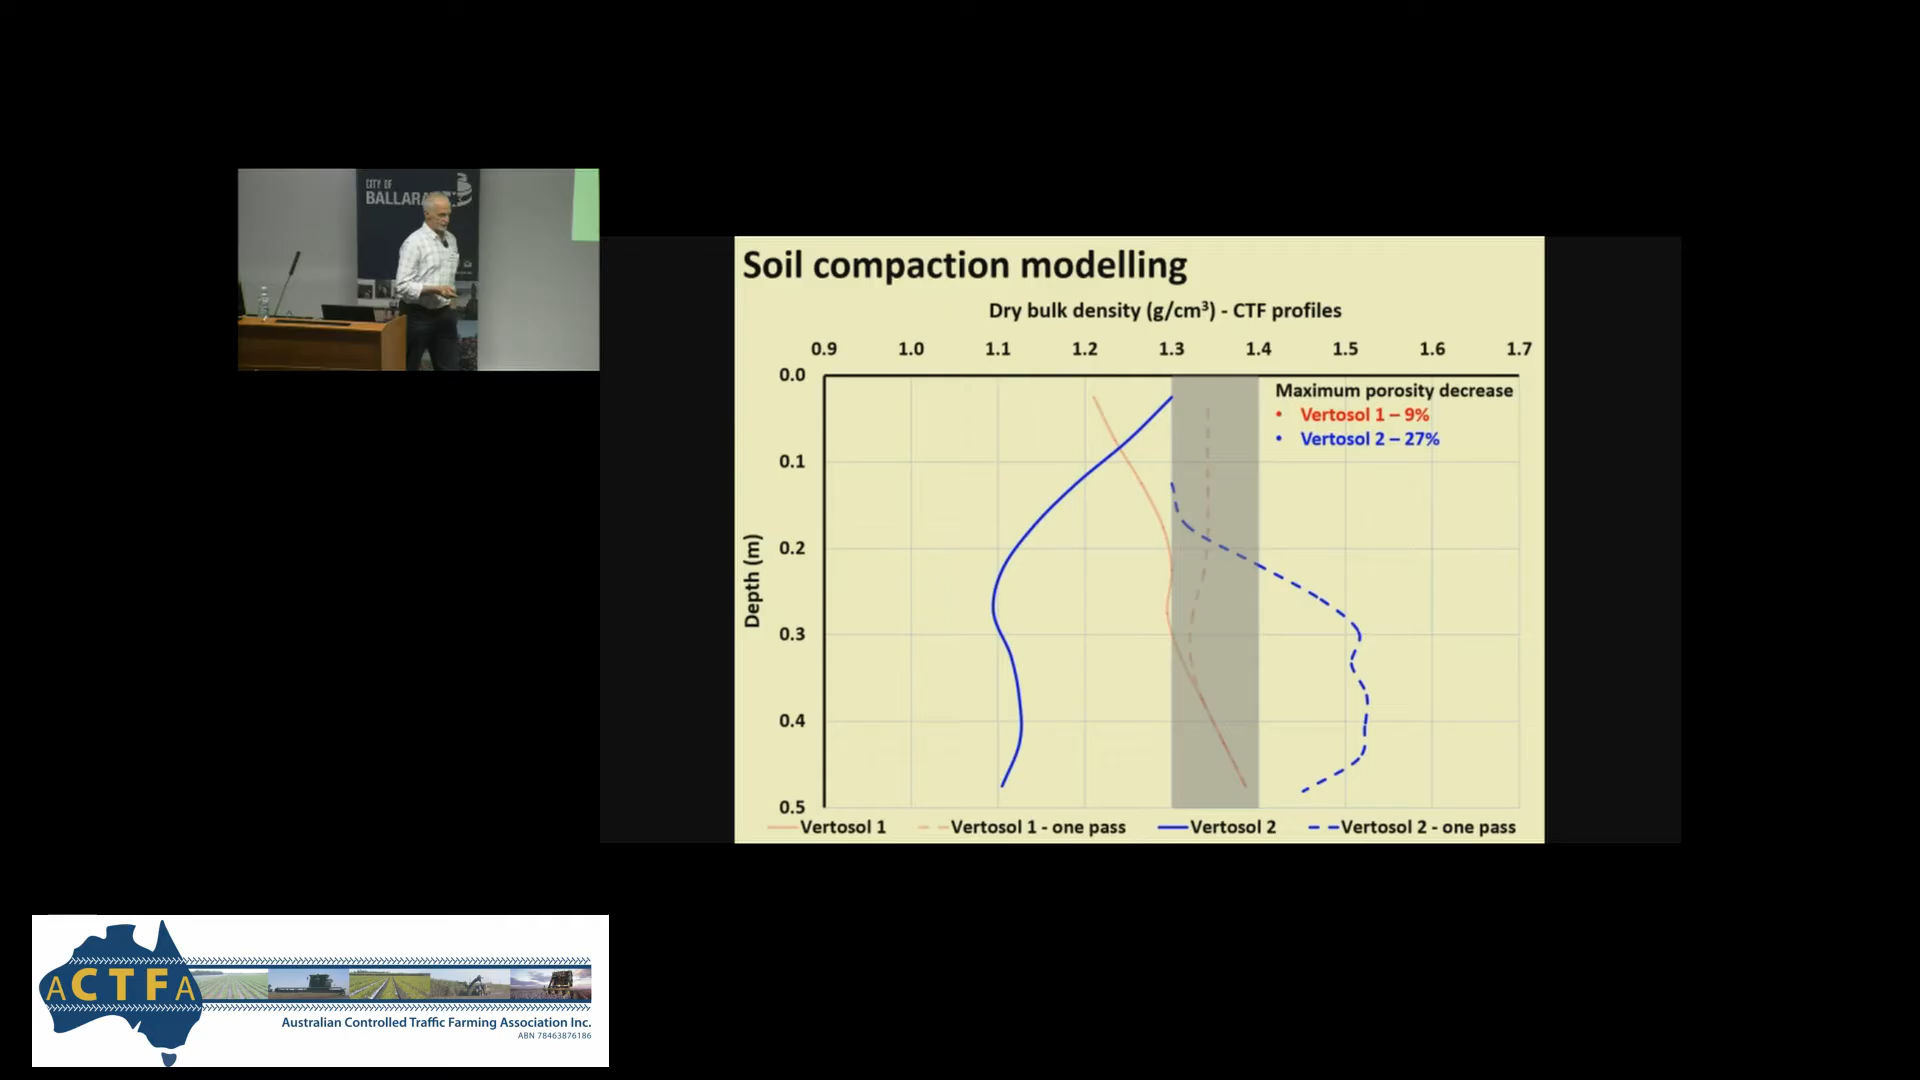 CITY OF
BALLARA
Soil compaction modelling
Dry bulk density (g/cm³) - CTF profiles
0.9 1.0 1.1 1.2 1.3 1.4 1.5 1.6 1.7
0.0
0.1
0.2
0.3
0.4
0.5
Depth (m)
Maximum porosity decrease
• Vertosol 1 – 9%
• Vertosol 2 – 27%
Vertosol 1 Vertosol 1 - one pass Vertosol 2 Vertosol 2 - one pass
ACTFA
Australian Controlled Traffic Farming Association Inc.
ABN 78463876186